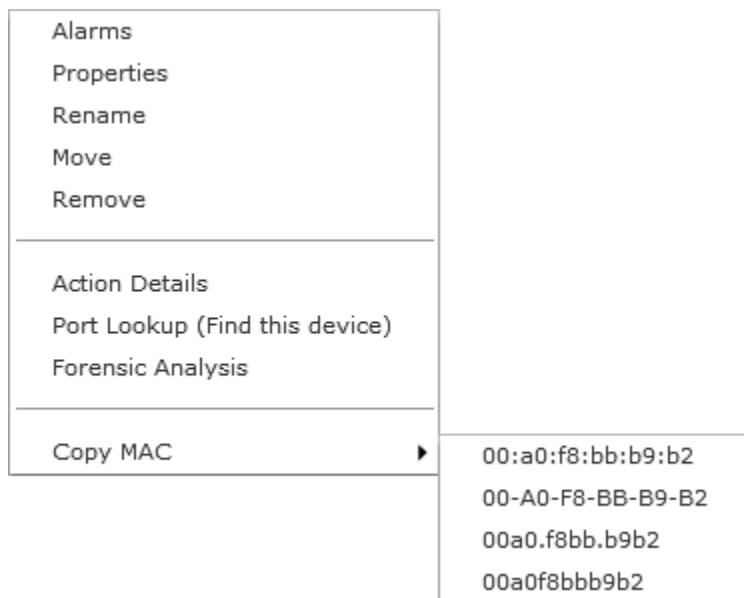 Alarms
Properties
Rename
Move
Remove
Action Details
Port Lookup (Find this device)
Forensic Analysis
Copy MAC
00:a0:f8:bb:b9:b2
00-A0-F8-BB-B9-B2
00a0.f8bb.b9b2
00a0f8bbb9b2